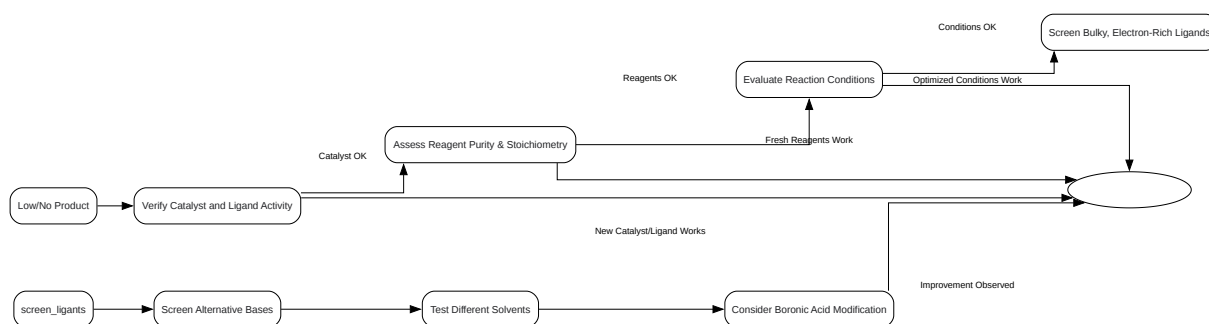 Conditions OK
Screen Bulky, Electron-Rich Ligands
Reagents OK
Evaluate Reaction Conditions
Optimized Conditions Work
Catalyst OK
Assess Reagent Purity & Stoichiometry
Fresh Reagents Work
Low/No Product
Verify Catalyst and Ligand Activity
New Catalyst/Ligand Works
Improvement Observed
screen_ligants
Screen Alternative Bases
Test Different Solvents
Consider Boronic Acid Modification